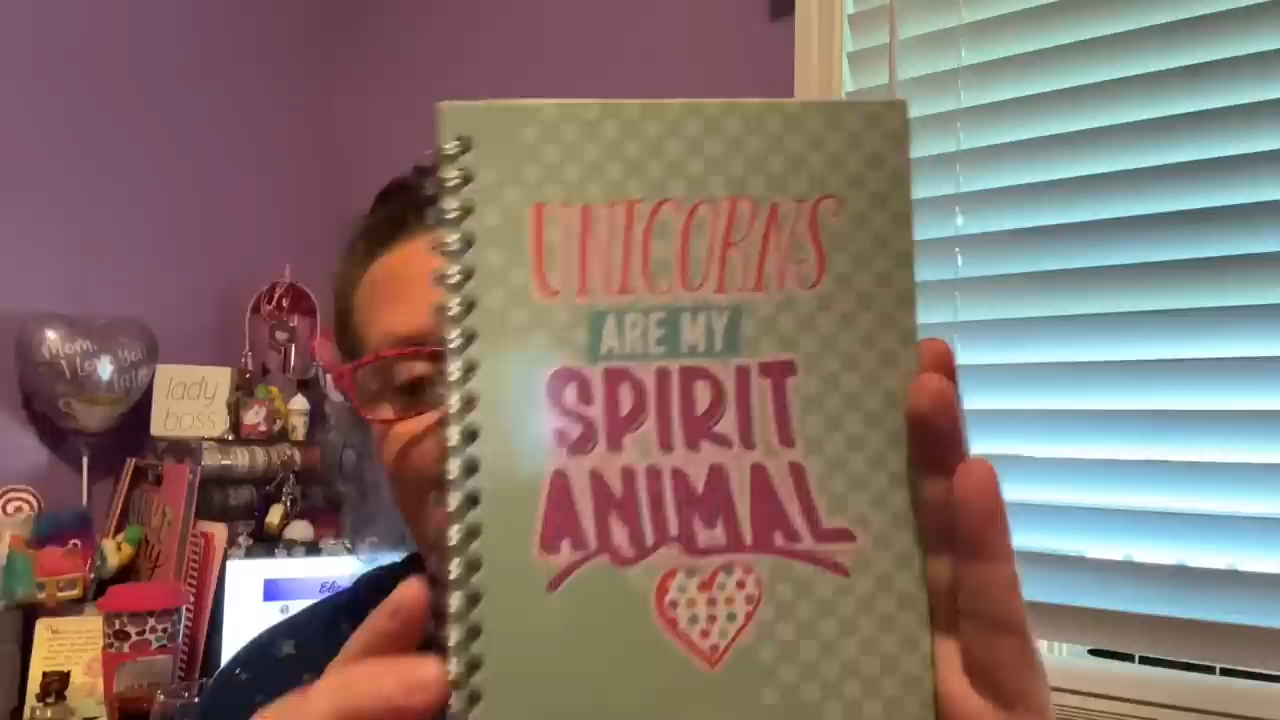 UNICORNS
ARE MY
SPIRIT
ANIMAL
Mom,
I Love You
lady
boss